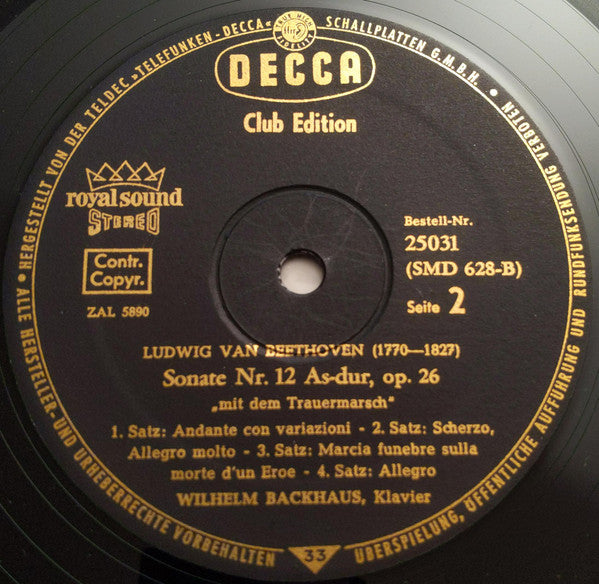 • HERGESTELLT VON DER TELDEC »TELEFUNKEN-DECCA« SCHALLPLATTEN G.M.B.H. •
DECCA
Club Edition
royal sound
STEREO
Contr.
Copyr.
ZAL 5890
Bestell-Nr.
25031
(SMD 628-B)
Seite 2
LUDWIG VAN BEETHOVEN (1770—1827)
Sonate Nr. 12 As-dur, op. 26
„mit dem Trauermarsch"
1. Satz: Andante con variazioni - 2. Satz: Scherzo,
Allegro molto - 3. Satz: Marcia funebre sulla
morte d'un Eroe - 4. Satz: Allegro
WILHELM BACKHAUS, Klavier
• ALLE HERSTELLER-UND URHEBERRECHTE VORBEHALTEN
33
ÜBERSPIELUNG, ÖFFENTLICHE AUFFÜHRUNG UND RUNDFUNKSENDUNG VERBOTEN